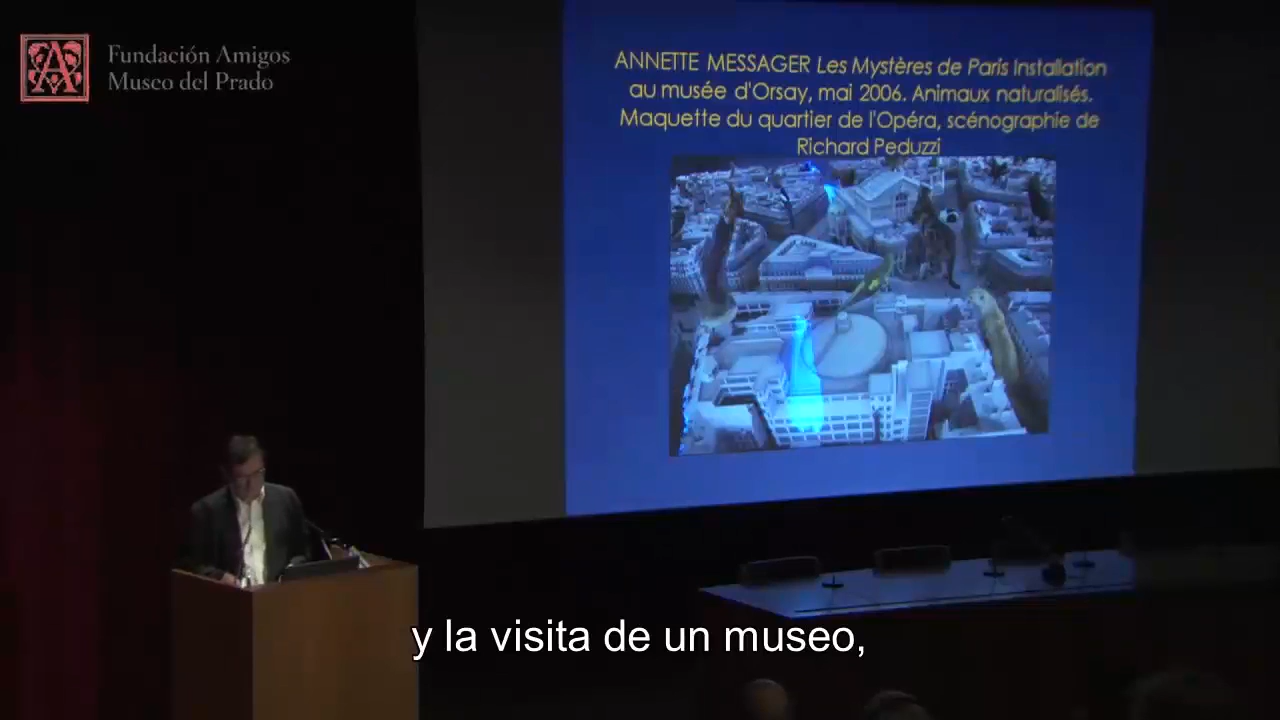 Fundación Amigos
Museo del Prado
ANNETTE MESSAGER Les Mystères de Paris Installation
au musée d'Orsay, mai 2006. Animaux naturalisés.
Maquette du quartier de l'Opéra, scénographie de
Richard Peduzzi
y la visita de un museo,